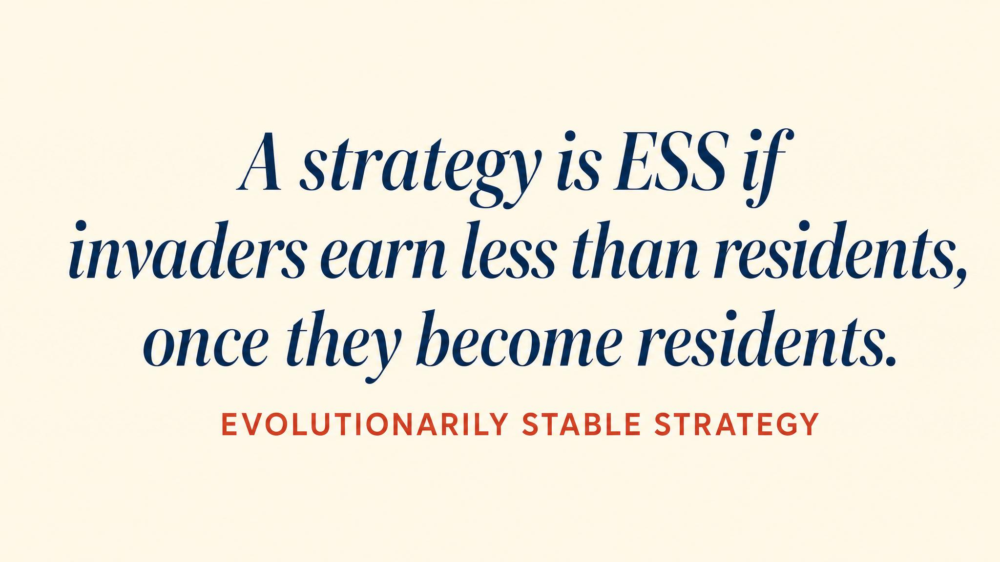 A strategy is ESS if
invaders earn less than residents,
once they become residents.
EVOLUTIONARILY STABLE STRATEGY